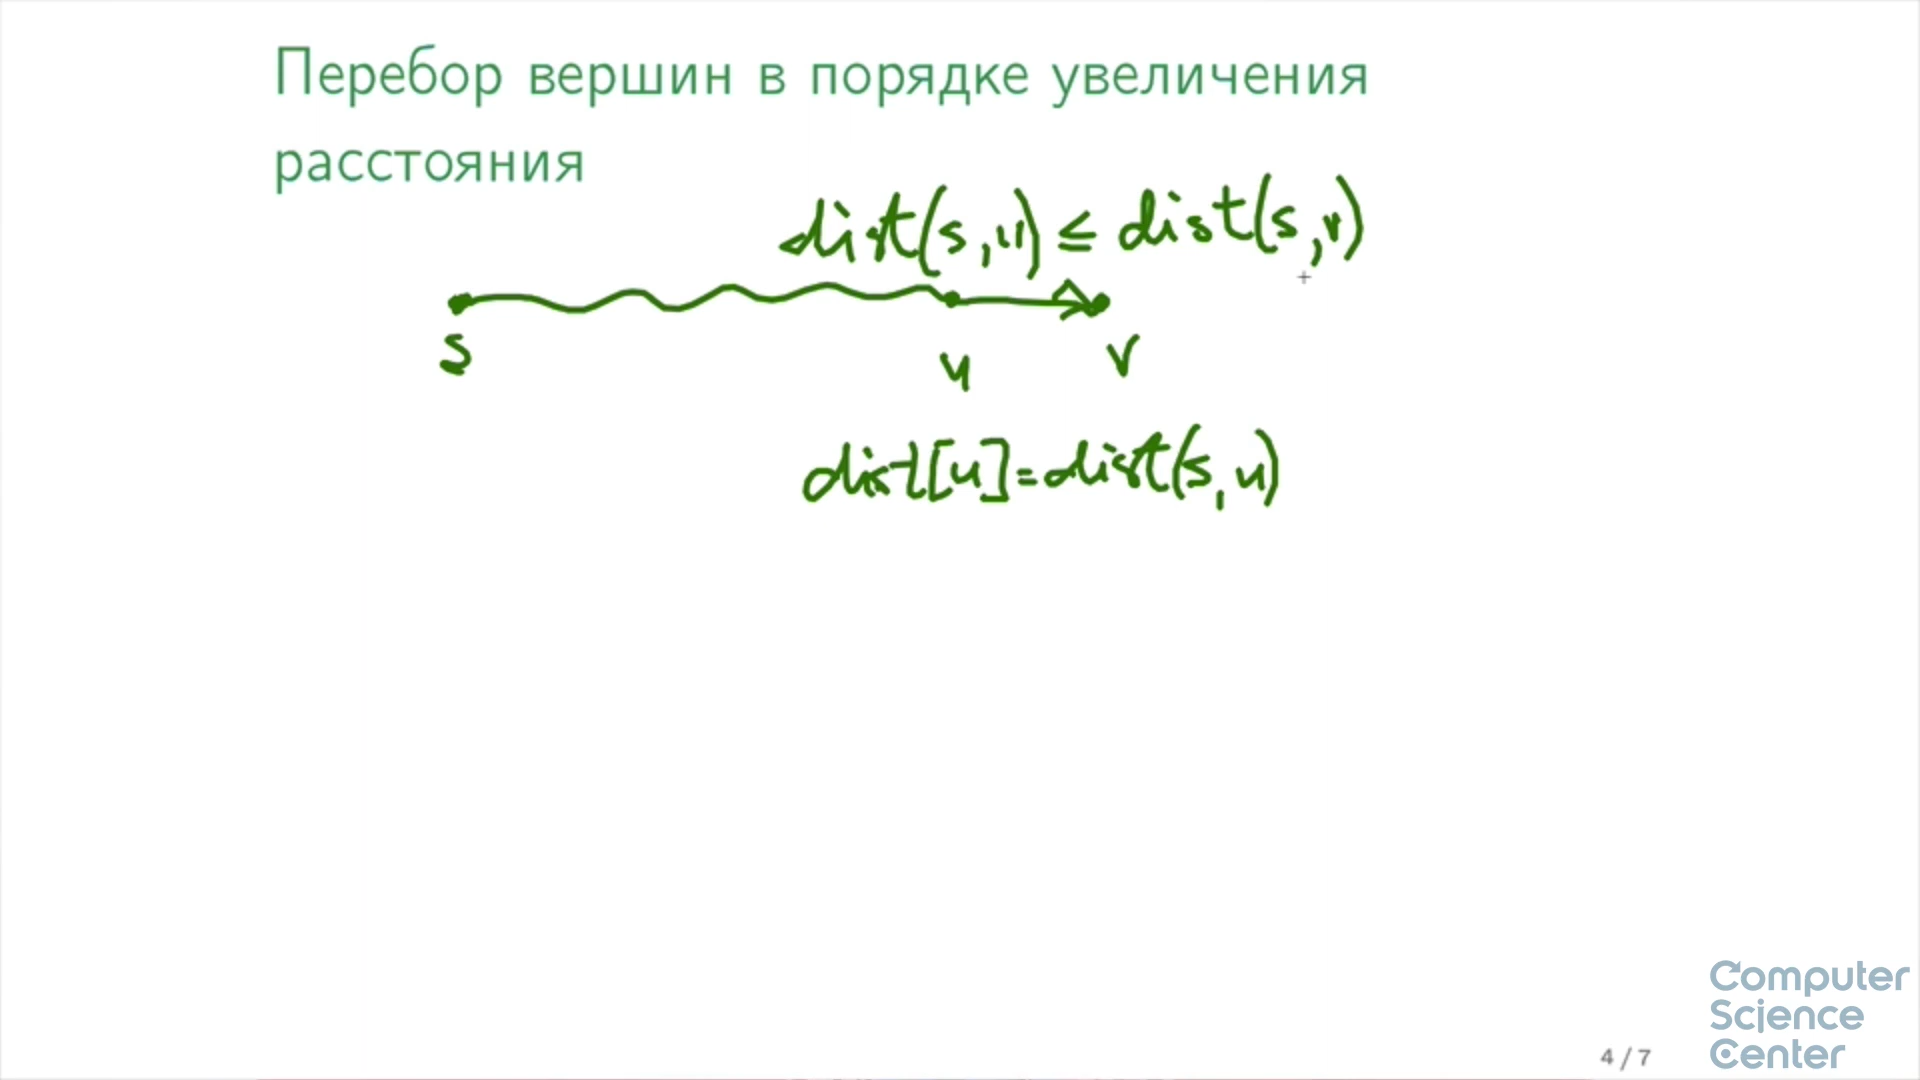 Перебор вершин в порядке увеличения
расстояния
dist(s,u) ≤ dist(s,v)
s u v
dist[u]=dist(s,u)
4 / 7
Computer
Science
Center